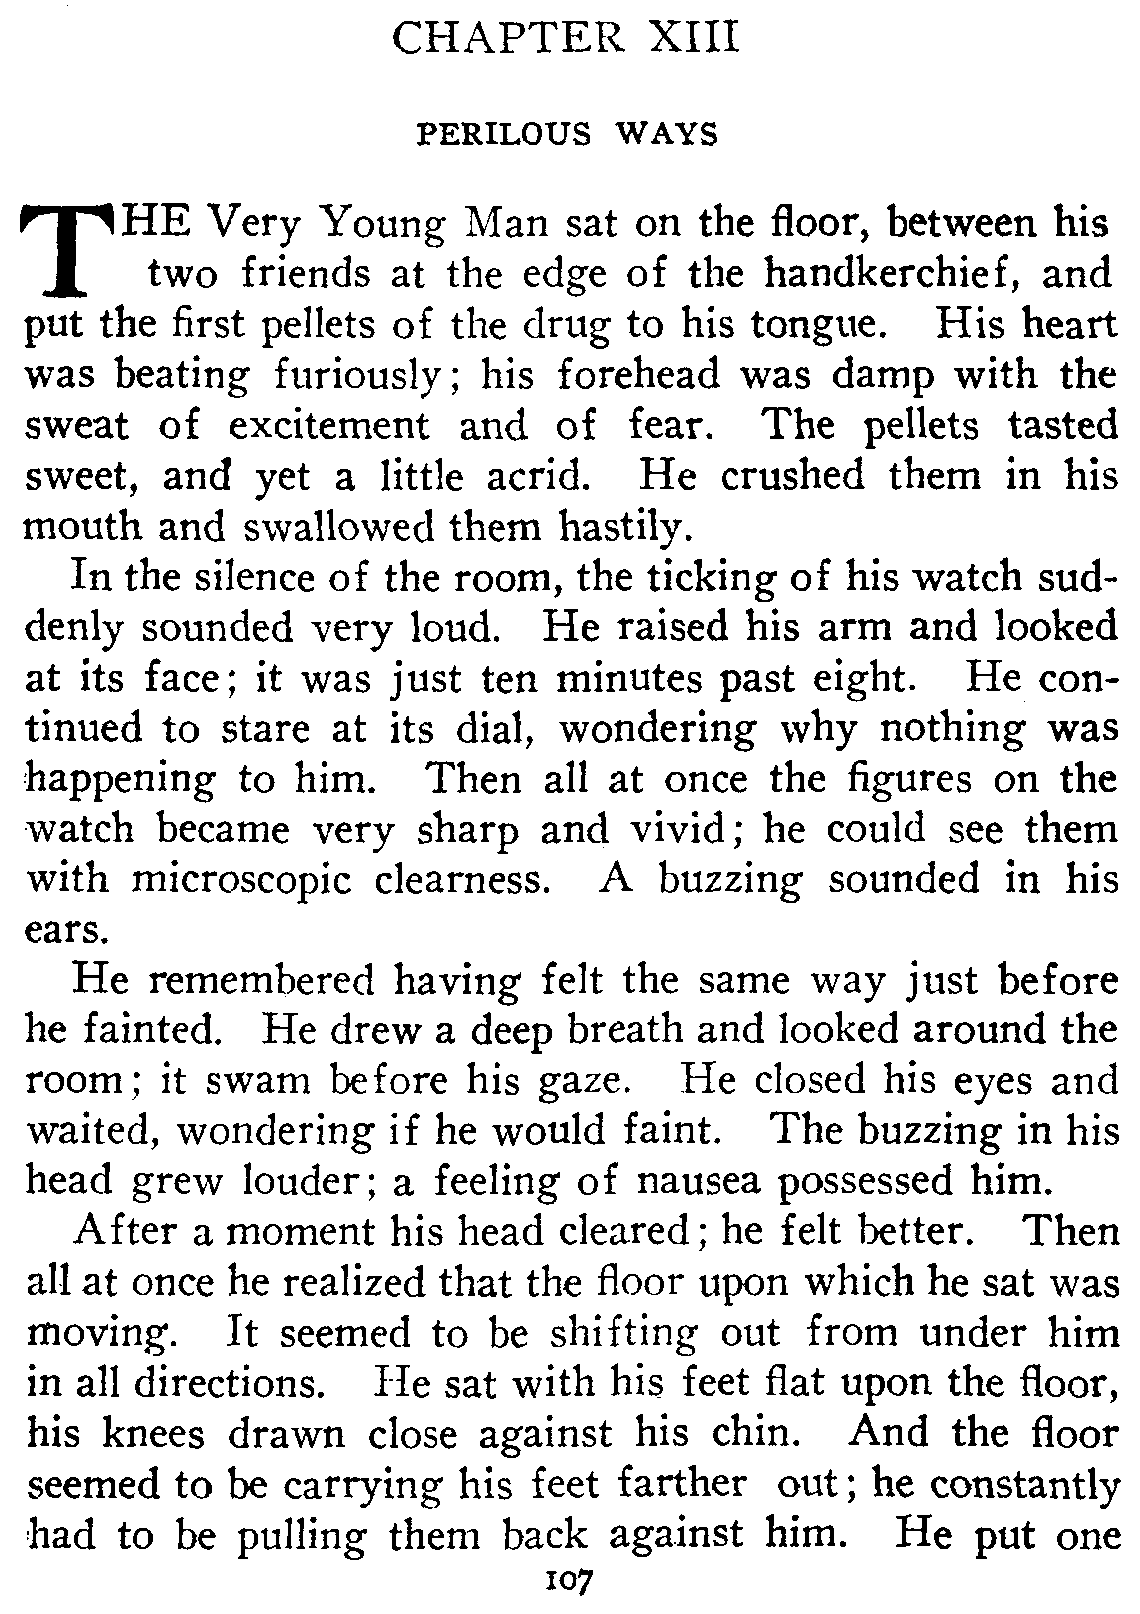 CHAPTER XIII
PERILOUS WAYS
THE Very Young Man sat on the floor, between his
two friends at the edge of the handkerchief, and
put the first pellets of the drug to his tongue. His heart
was beating furiously; his forehead was damp with the
sweat of excitement and of fear. The pellets tasted
sweet, and yet a little acrid. He crushed them in his
mouth and swallowed them hastily.
In the silence of the room, the ticking of his watch sud-
denly sounded very loud. He raised his arm and looked
at its face; it was just ten minutes past eight. He con-
tinued to stare at its dial, wondering why nothing was
happening to him. Then all at once the figures on the
watch became very sharp and vivid; he could see them
with microscopic clearness. A buzzing sounded in his
ears.
He remembered having felt the same way just before
he fainted. He drew a deep breath and looked around the
room; it swam before his gaze. He closed his eyes and
waited, wondering if he would faint. The buzzing in his
head grew louder; a feeling of nausea possessed him.
After a moment his head cleared; he felt better. Then
all at once he realized that the floor upon which he sat was
moving. It seemed to be shifting out from under him
in all directions. He sat with his feet flat upon the floor,
his knees drawn close against his chin. And the floor
seemed to be carrying his feet farther out; he constantly
had to be pulling them back against him. He put one
107